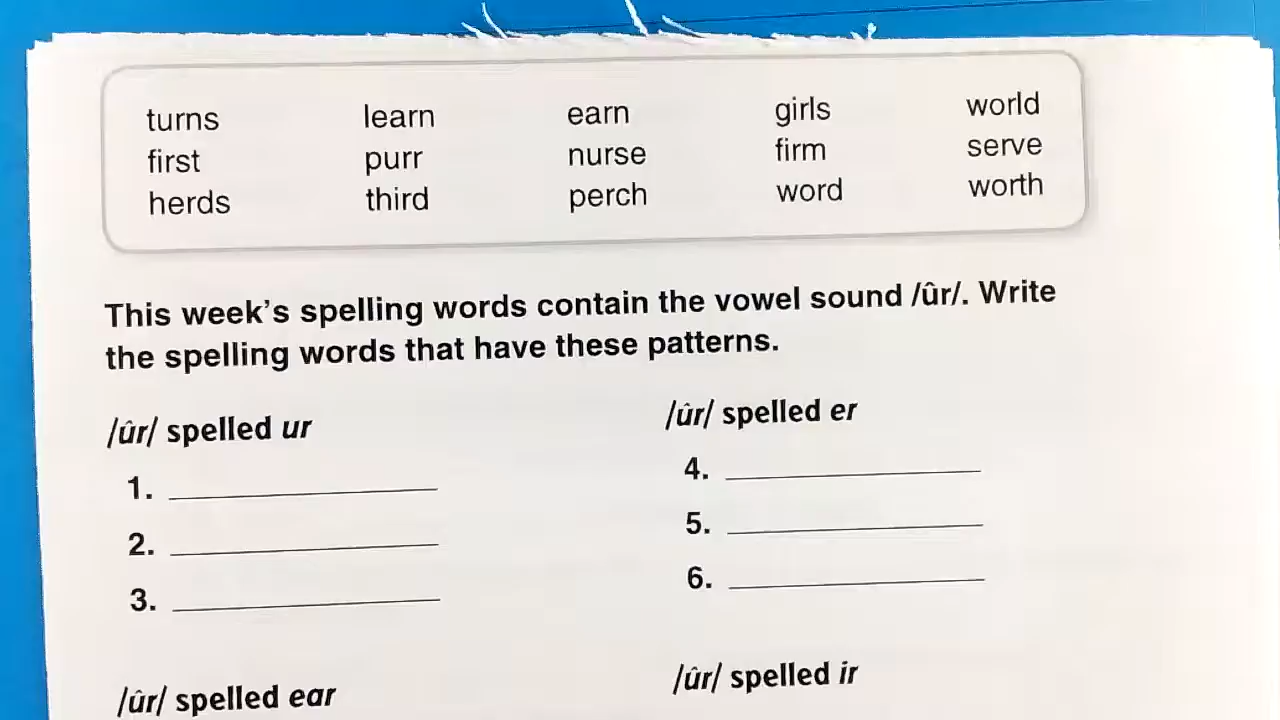 turns learn earn girls world
first purr nurse firm serve
herds third perch word worth
This week's spelling words contain the vowel sound /ûr/. Write
the spelling words that have these patterns.
/ûr/ spelled ur
1.
2.
3.
/ûr/ spelled er
4.
5.
6.
/ûr/ spelled ear
/ûr/ spelled ir